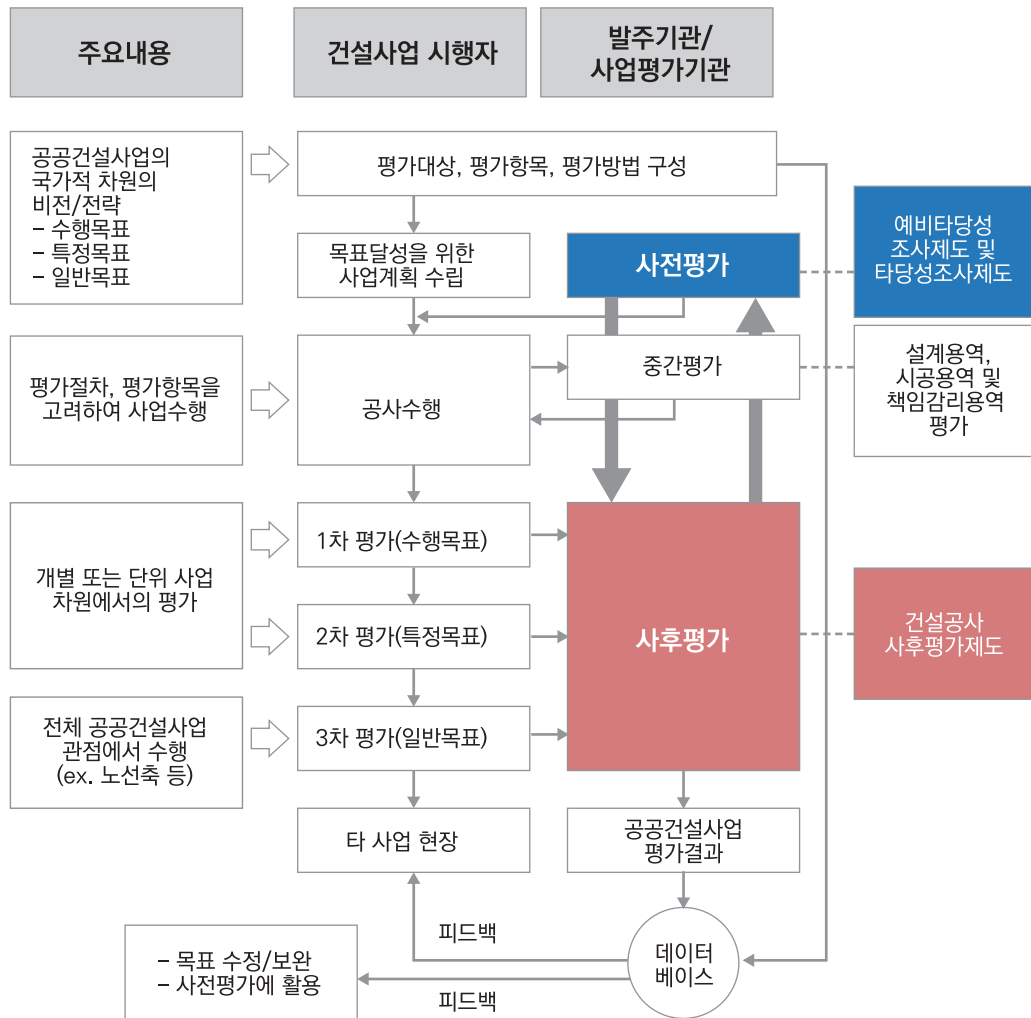 주요내용
건설사업 시행자
발주기관/
사업평가기관
공공건설사업의
국가적 차원의
비전/전략
– 수행목표
– 특정목표
– 일반목표
평가대상, 평가항목, 평가방법 구성
목표달성을 위한
사업계획 수립
사전평가
예비타당성
조사제도 및
타당성조사제도
평가절차, 평가항목을
고려하여 사업수행
공사수행
중간평가
설계용역,
시공용역 및
책임감리용역
평가
개별 또는 단위 사업
차원에서의 평가
1차 평가(수행목표)
2차 평가(특정목표)
사후평가
건설공사
사후평가제도
전체 공공건설사업
관점에서 수행
(ex. 노선축 등)
3차 평가(일반목표)
타 사업 현장
공공건설사업
평가결과
피드백
데이터
베이스
– 목표 수정/보완
– 사전평가에 활용
피드백